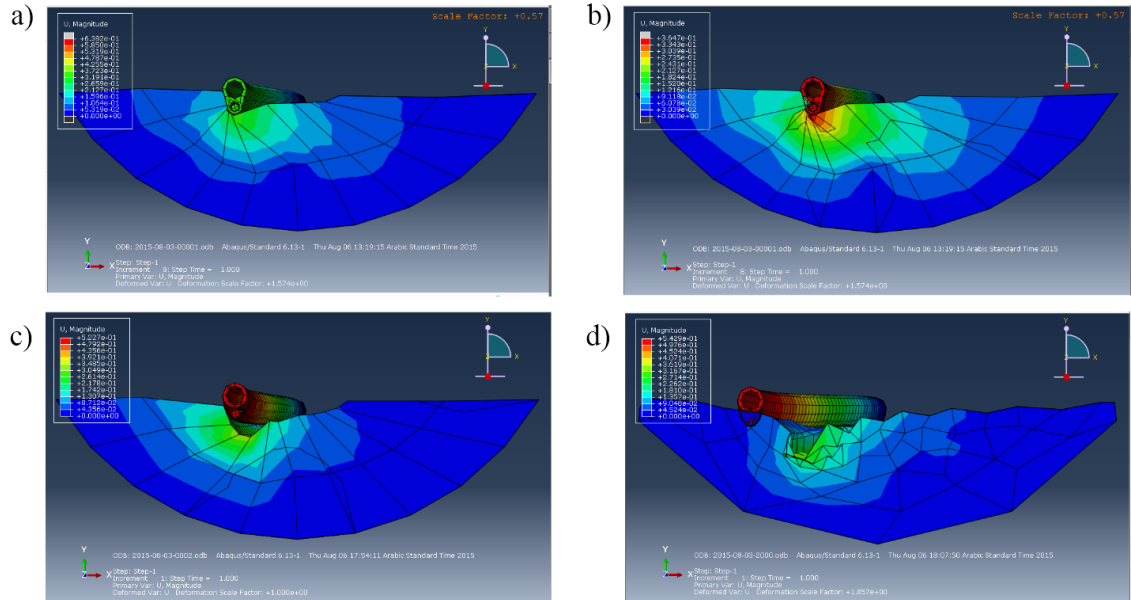 a)
Scale Factor: +0.57
U, Magnitude
+6.382e-01
+5.850e-01
+5.319e-01
+4.787e-01
+4.255e-01
+3.723e-01
+3.191e-01
+2.659e-01
+2.127e-01
+1.596e-01
+1.064e-01
+5.319e-02
+0.000e+00
Y
X
Y
X
ODB: 2015-08-03-00001.odb Abaqus/Standard 6.13-1 Thu Aug 06 13:19:15 Arabic Standard Time 2015
Step: Step-1
Increment 8: Step Time = 1.000
Primary Var: U, Magnitude
Deformed Var: U Deformation Scale Factor: +1.574e+00
b)
Scale Factor: +0.57
U, Magnitude
+3.647e-01
+3.343e-01
+3.039e-01
+2.735e-01
+2.431e-01
+2.127e-01
+1.824e-01
+1.520e-01
+1.216e-01
+9.118e-02
+6.078e-02
+3.039e-02
+0.000e+00
Y
X
Y
X
ODB: 2015-08-03-00001.odb Abaqus/Standard 6.13-1 Thu Aug 06 13:19:15 Arabic Standard Time 2015
Step: Step-1
Increment 8: Step Time = 1.000
Primary Var: U, Magnitude
Deformed Var: U Deformation Scale Factor: +1.574e+00
c)
U, Magnitude
+5.227e-01
+4.792e-01
+4.356e-01
+3.921e-01
+3.485e-01
+3.049e-01
+2.614e-01
+2.178e-01
+1.742e-01
+1.307e-01
+8.712e-02
+4.356e-02
+0.000e+00
Y
X
Y
X
ODB: 2015-08-03-0002.odb Abaqus/Standard 6.13-1 Thu Aug 06 17:54:11 Arabic Standard Time 2015
Step: Step-1
Increment 1: Step Time = 1.000
Primary Var: U, Magnitude
Deformed Var: U Deformation Scale Factor: +1.000e+00
d)
U, Magnitude
+5.429e-01
+4.976e-01
+4.524e-01
+4.071e-01
+3.619e-01
+3.167e-01
+2.714e-01
+2.262e-01
+1.810e-01
+1.357e-01
+9.048e-02
+4.524e-02
+0.000e+00
Y
X
Y
X
ODB: 2015-08-03-2000.odb Abaqus/Standard 6.13-1 Thu Aug 06 18:07:50 Arabic Standard Time 2015
Step: Step-1
Increment 1: Step Time = 1.000
Primary Var: U, Magnitude
Deformed Var: U Deformation Scale Factor: +1.857e+00